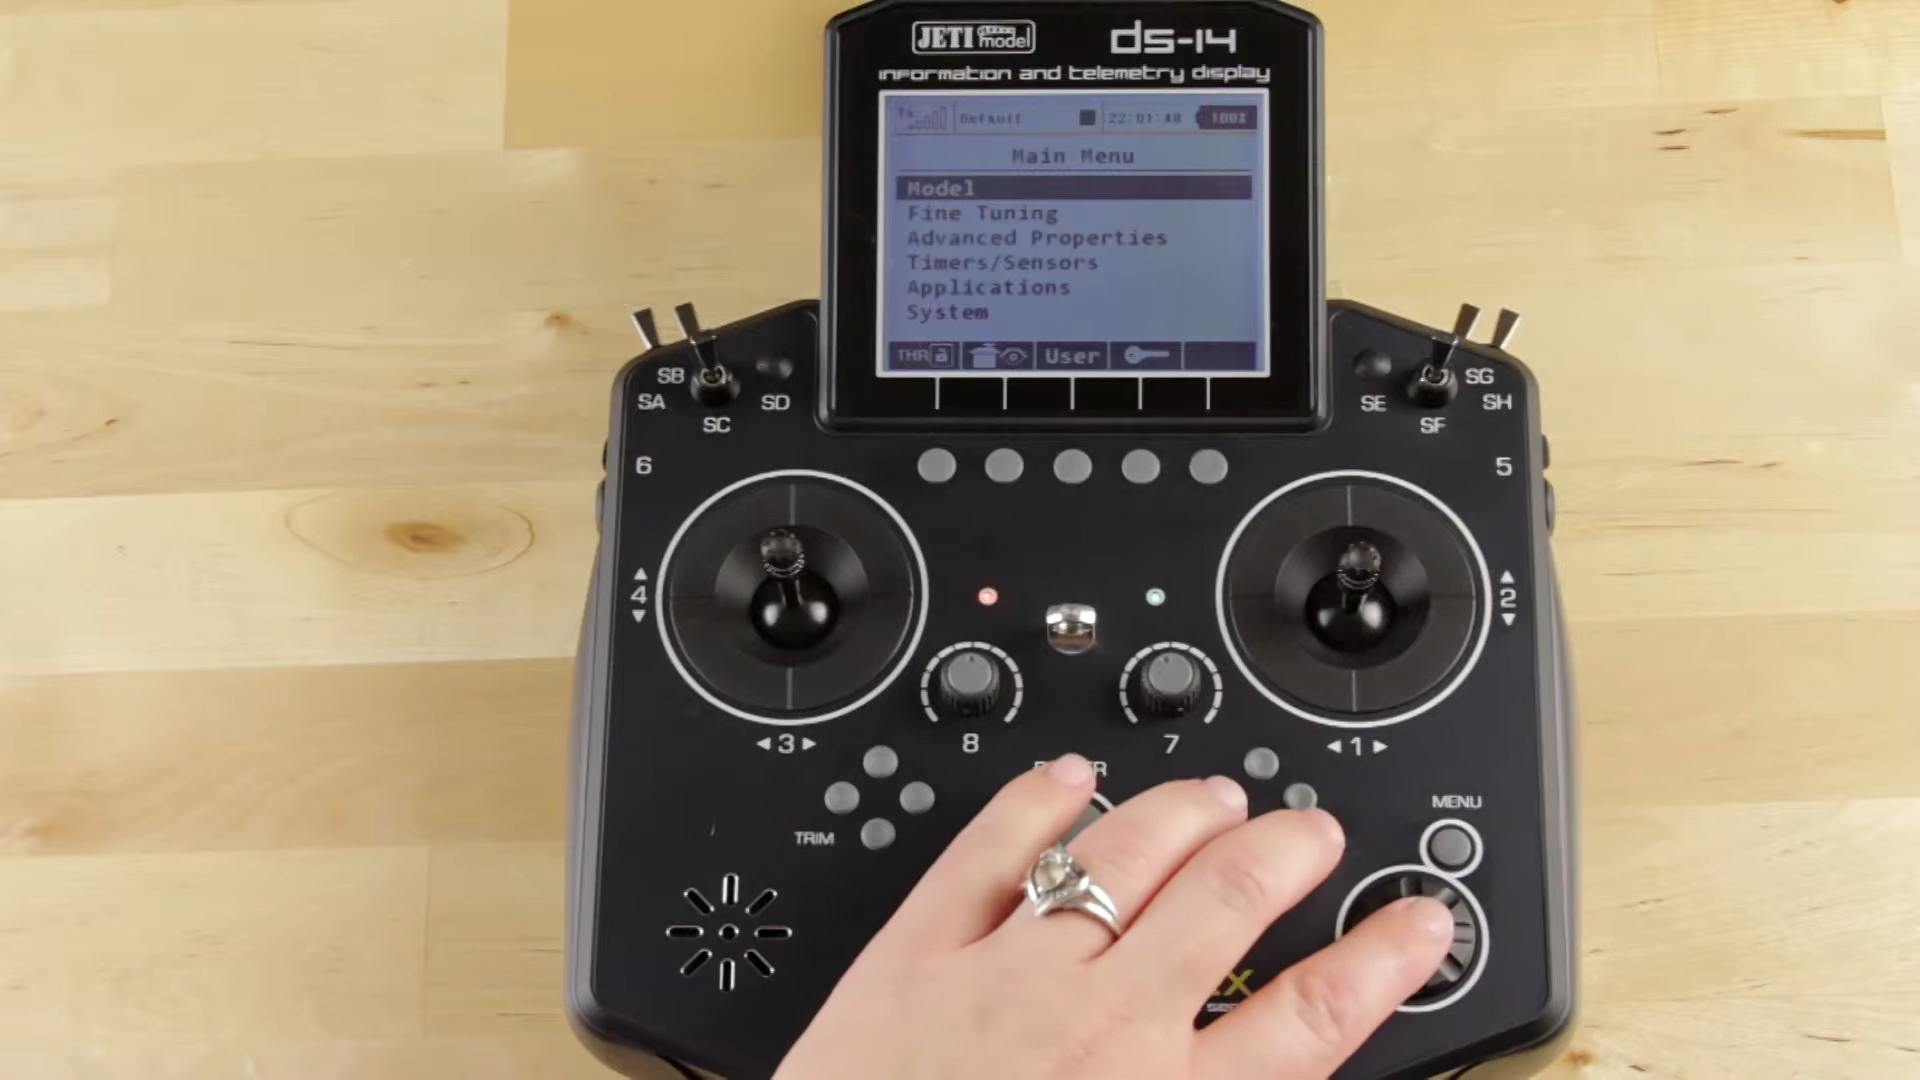 JETI model
ds-14
information and telemetry display
Tx Default 22:01:48 100%
Main Menu
Model
Fine Tuning
Advanced Properties
Timers/Sensors
Applications
System
THR User
SB
SA
SC
SD
SE
SG
SH
SF
6
5
4
2
8
7
3
1
MENU
TRIM